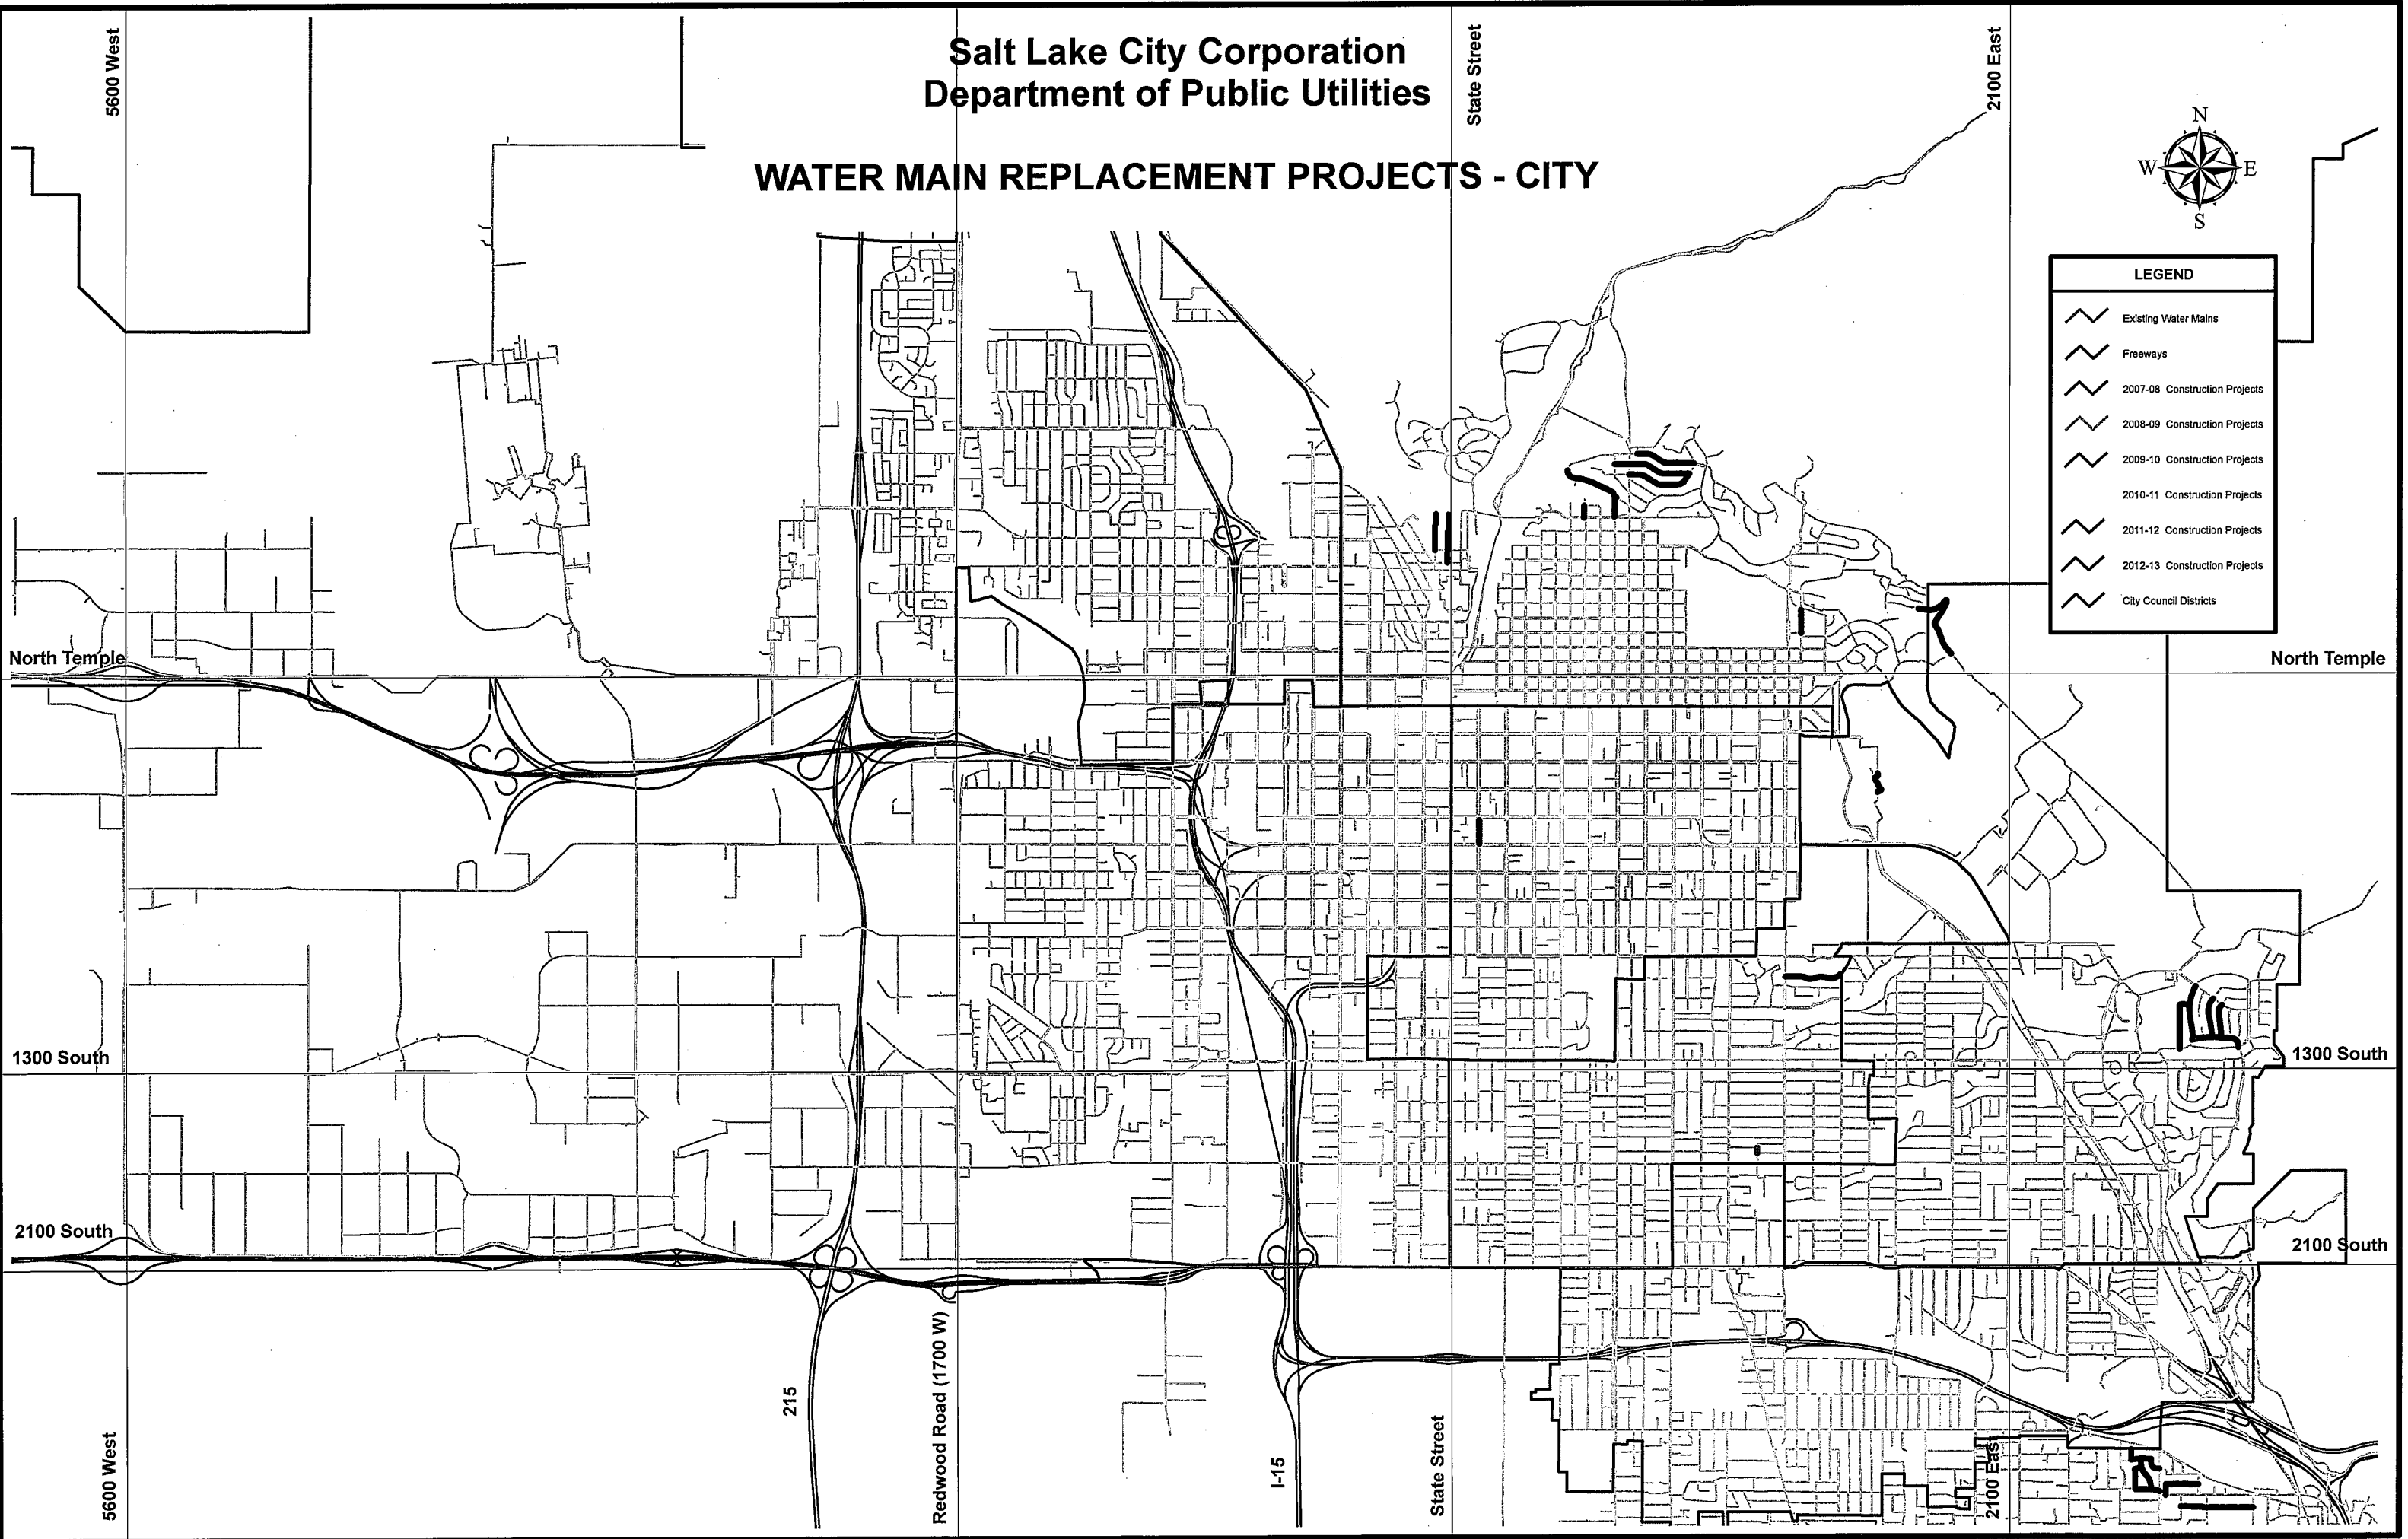 Salt Lake City Corporation
Department of Public Utilities
WATER MAIN REPLACEMENT PROJECTS - CITY
5600 West
State Street
2100 East
N
W
E
S
LEGEND
Existing Water Mains
Freeways
2007-08 Construction Projects
2008-09 Construction Projects
2009-10 Construction Projects
2010-11 Construction Projects
2011-12 Construction Projects
2012-13 Construction Projects
City Council Districts
North Temple
North Temple
1300 South
1300 South
2100 South
2100 South
5600 West
215
Redwood Road (1700 W)
I-15
State Street
2100 East